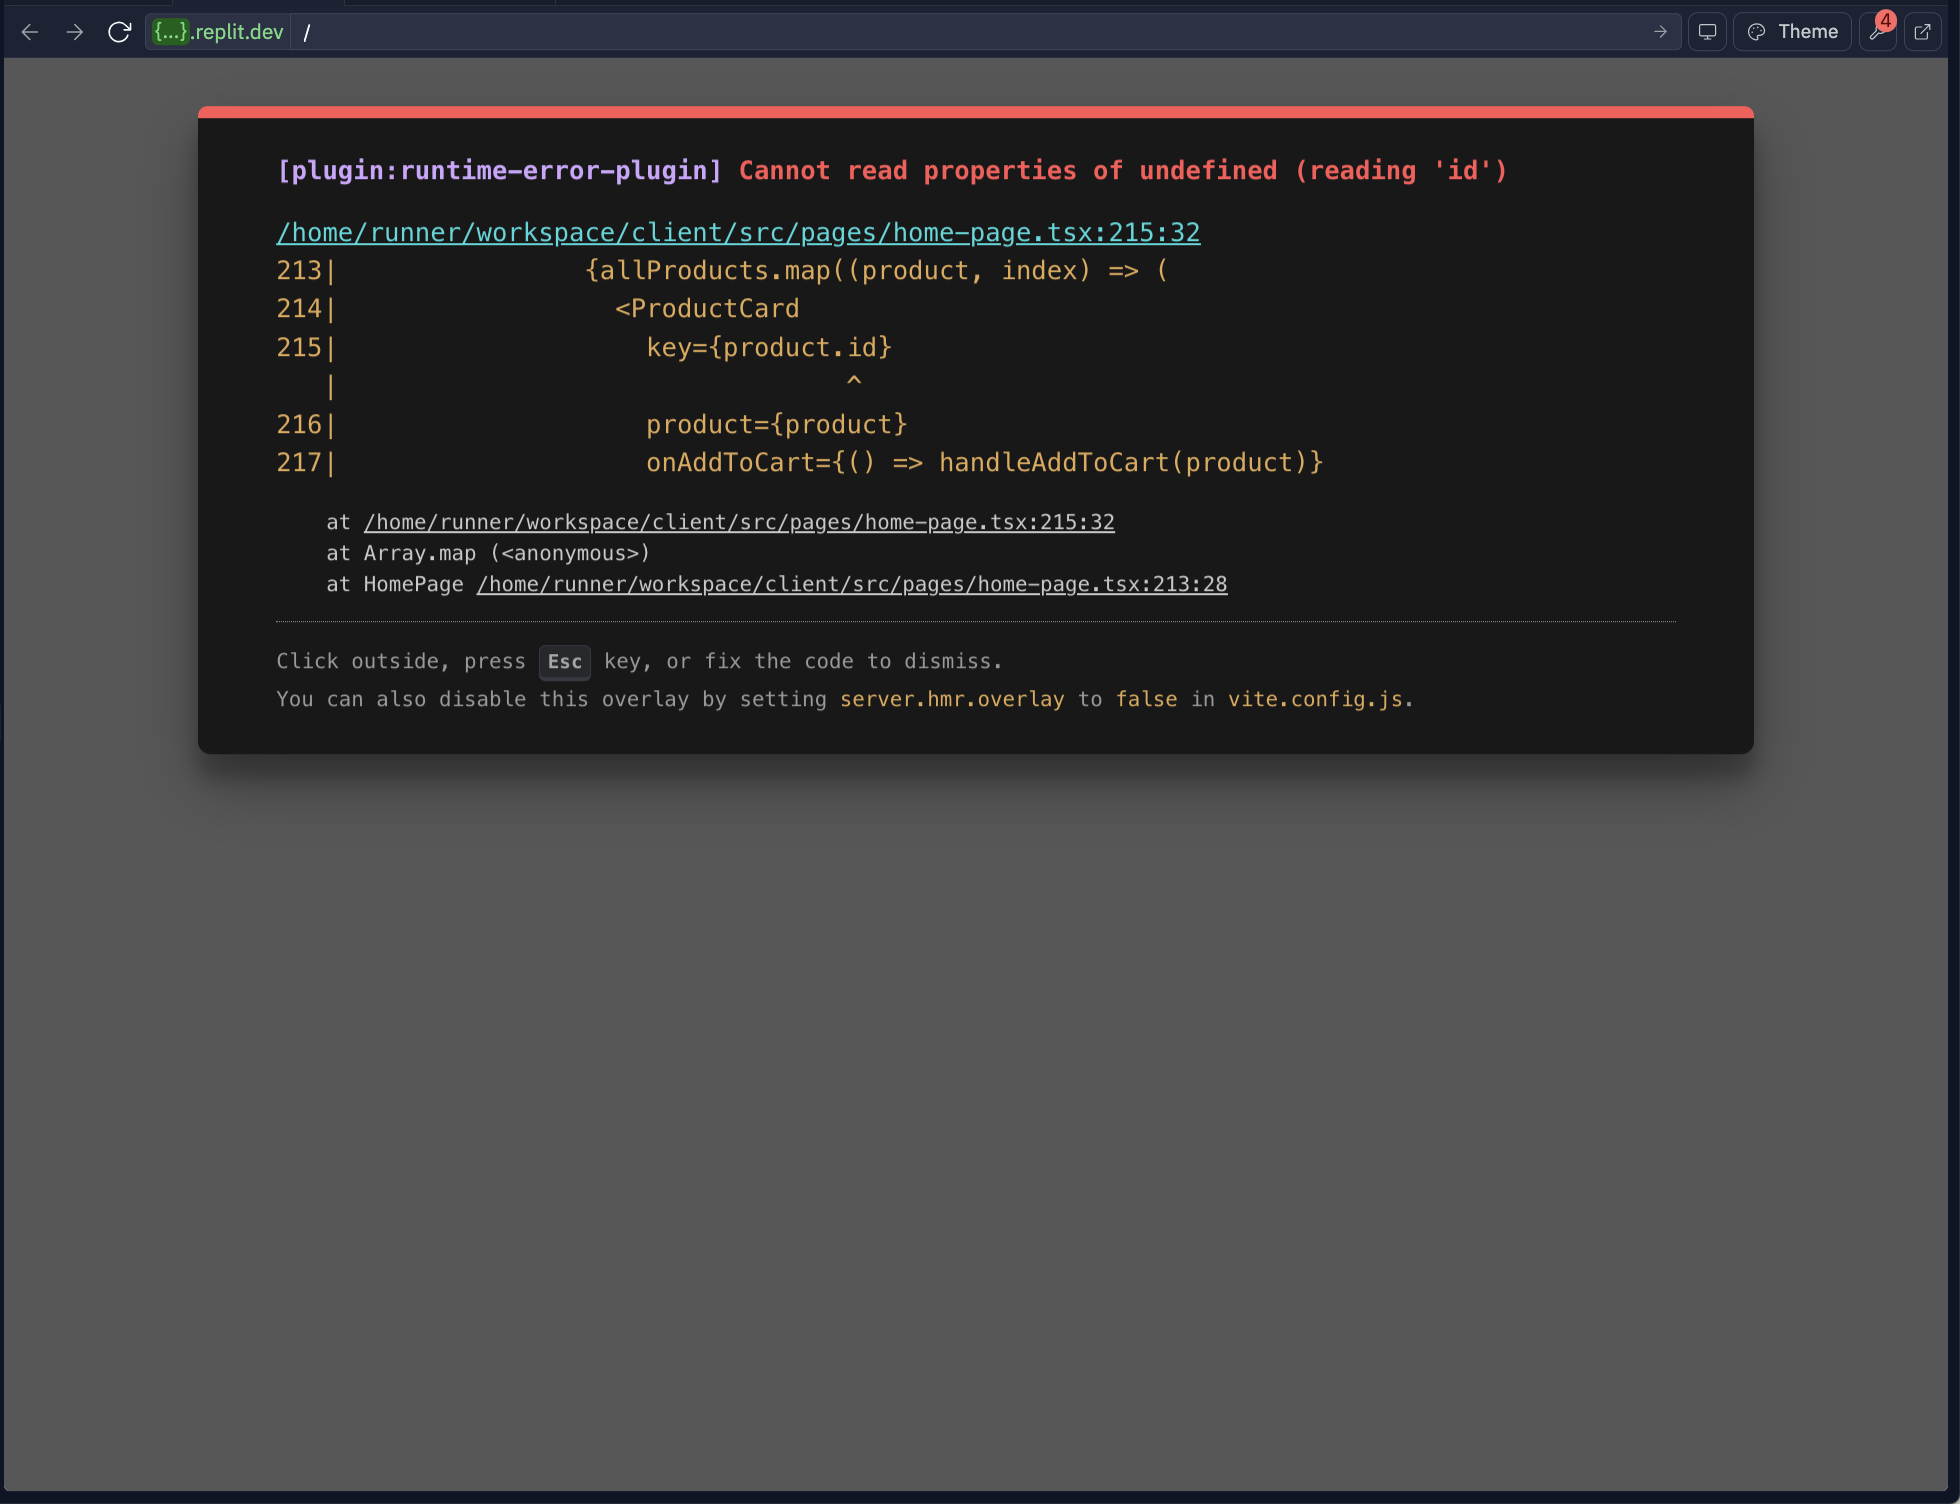 {...}.replit.dev /
Theme
4
[plugin:runtime-error-plugin] Cannot read properties of undefined (reading 'id')
/home/runner/workspace/client/src/pages/home-page.tsx:215:32
213|                {allProducts.map((product, index) => (
214|                  <ProductCard
215|                    key={product.id}
   |                                 ^
216|                    product={product}
217|                    onAddToCart={() => handleAddToCart(product)}
at /home/runner/workspace/client/src/pages/home-page.tsx:215:32
at Array.map (<anonymous>)
at HomePage /home/runner/workspace/client/src/pages/home-page.tsx:213:28
Click outside, press Esc key, or fix the code to dismiss.
You can also disable this overlay by setting server.hmr.overlay to false in vite.config.js.